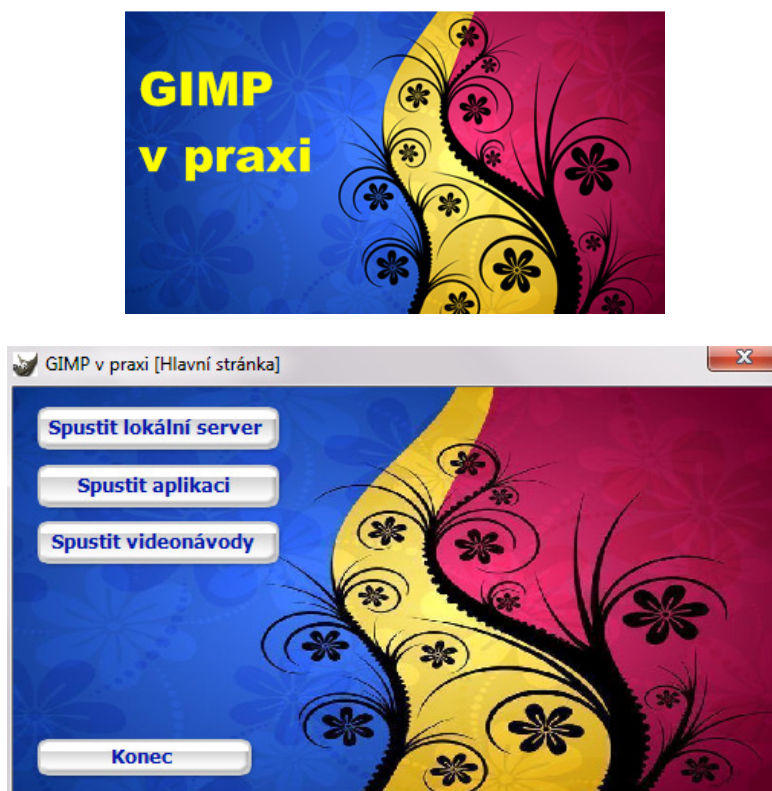 GIMP
v praxi
GIMP v praxi [Hlavní stránka]
Spustit lokální server
Spustit aplikaci
Spustit videonávody
Konec